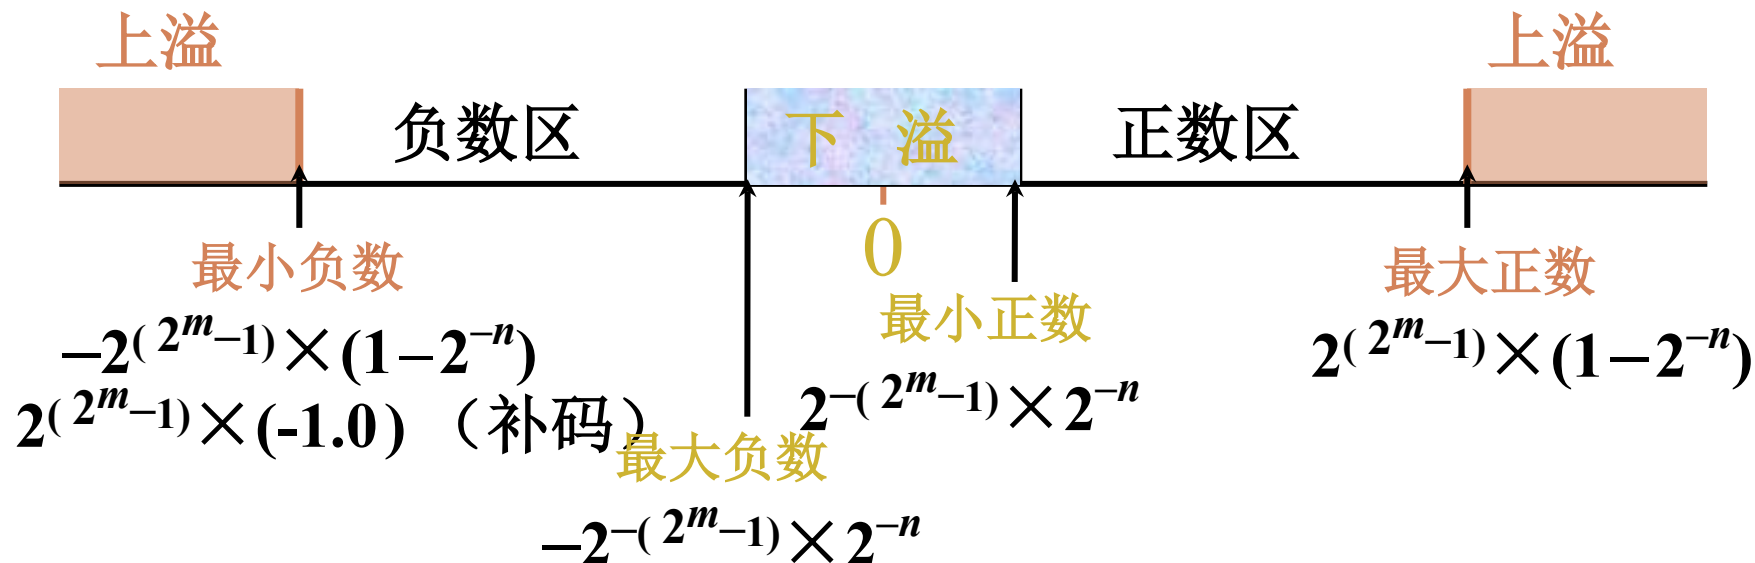 上溢 上溢
负数区 下 溢 正数区
0
最小负数 最大正数
最小正数
−2^(2^m−1)×(1−2^−n) 2^(2^m−1)×(1−2^−n)
2^(2^m−1)×(-1.0)（补码） 2^−(2^m−1)×2^−n
最大负数
−2^−(2^m−1)×2^−n